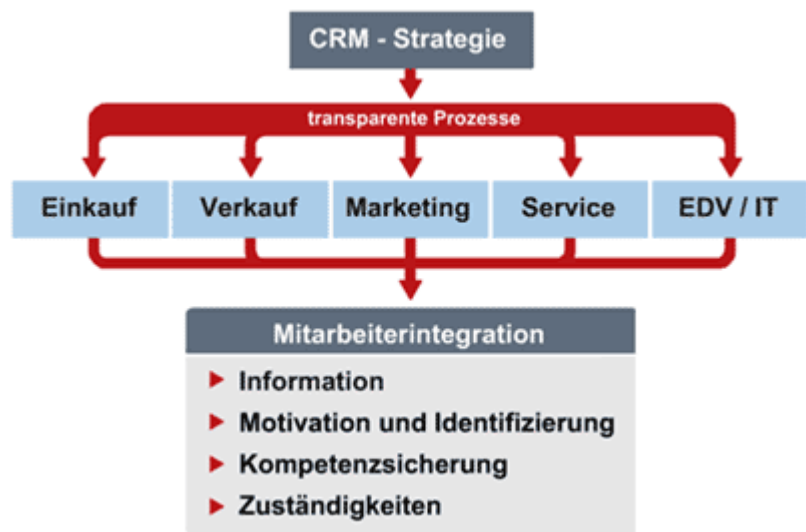 CRM - Strategie
transparente Prozesse
Einkauf
Verkauf
Marketing
Service
EDV / IT
Mitarbeiterintegration
Information
Motivation und Identifizierung
Kompetenzsicherung
Zuständigkeiten